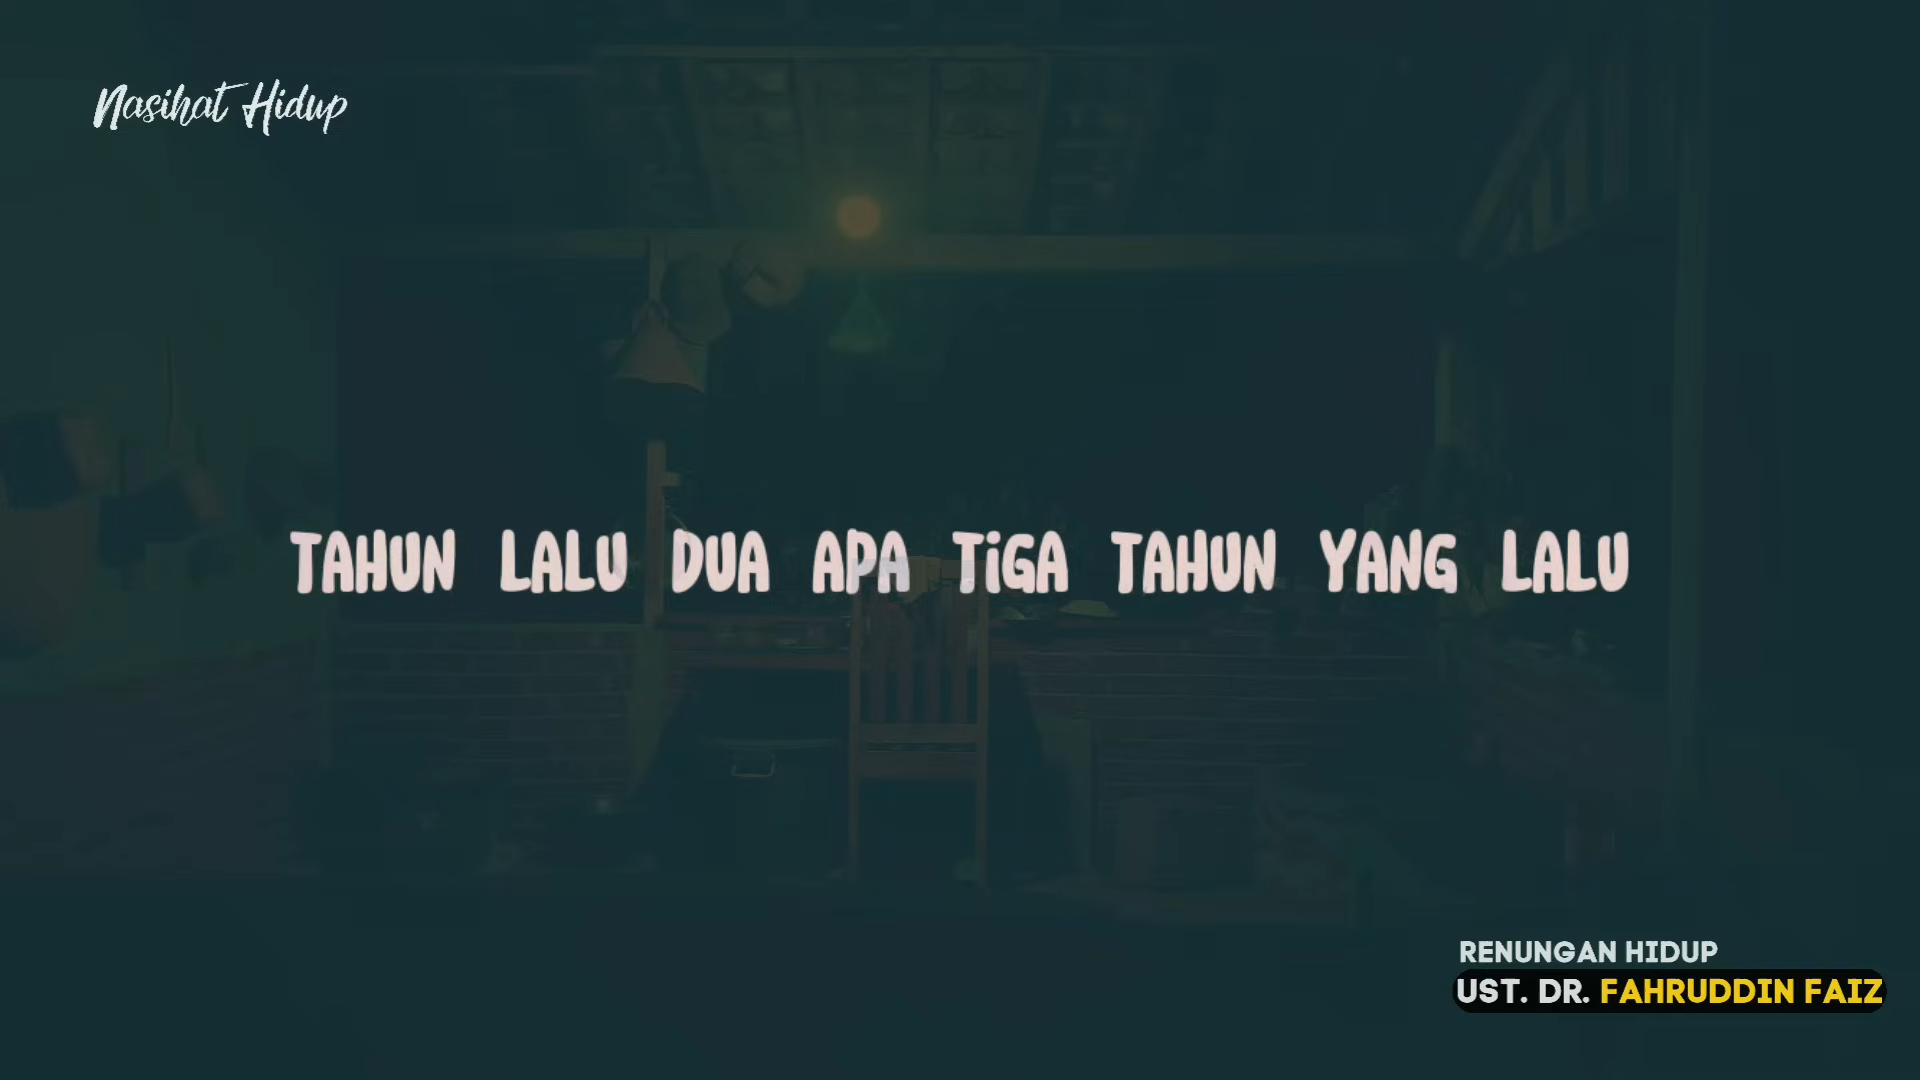 Nasihat Hidup
TAHUN LALU DUA APA TiGA TAHUN YANG LALU
RENUNGAN HIDUP
UST. DR. FAHRUDDIN FAIZ